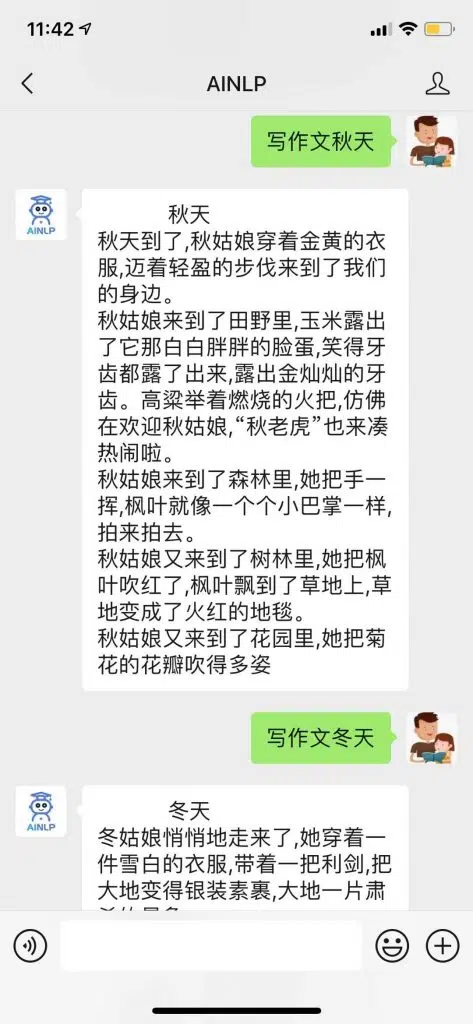 11:42
AINLP
写作文秋天
AINLP
秋天
秋天到了,秋姑娘穿着金黄的衣
服,迈着轻盈的步伐来到了我们
的身边。
秋姑娘来到了田野里,玉米露出
了它那白白胖胖的脸蛋,笑得牙
齿都露了出来,露出金灿灿的牙
齿。高粱举着燃烧的火把,仿佛
在欢迎秋姑娘,“秋老虎”也来凑
热闹啦。
秋姑娘来到了森林里,她把手一
挥,枫叶就像一个个小巴掌一样,
拍来拍去。
秋姑娘又来到了树林里,她把枫
叶吹红了,枫叶飘到了草地上,草
地变成了火红的地毯。
秋姑娘又来到了花园里,她把菊
花的花瓣吹得多姿
写作文冬天
AINLP
冬天
冬姑娘悄悄地走来了,她穿着一
件雪白的衣服,带着一把利剑,把
大地变得银装素裹,大地一片肃